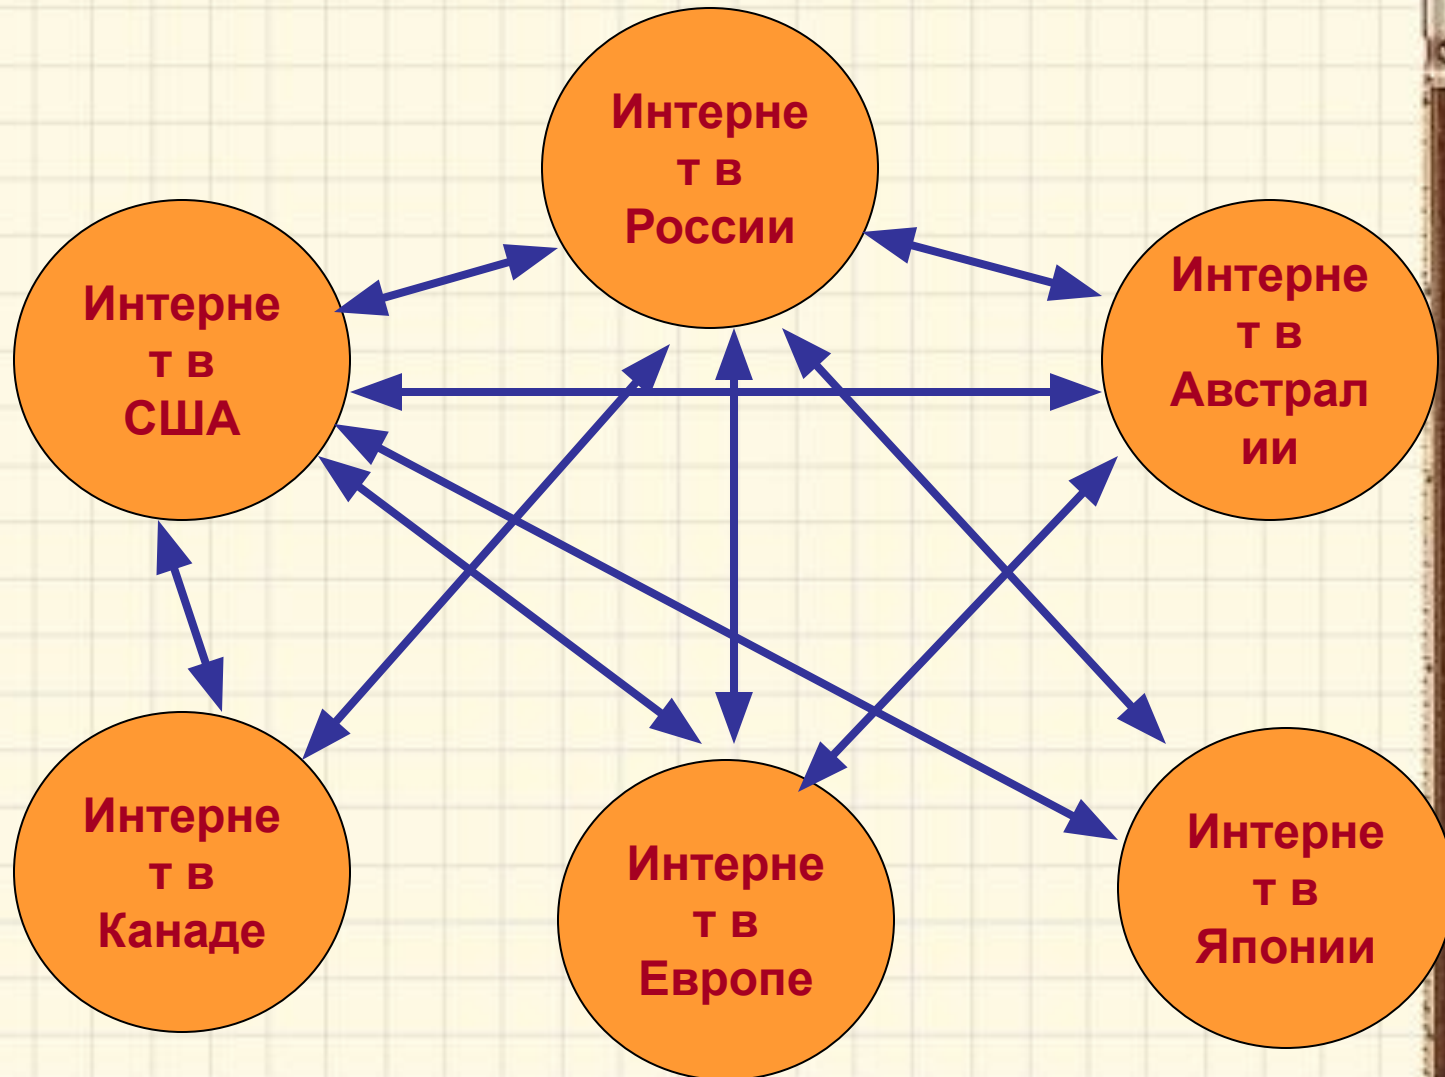 Интерне
т в
России
Интерне
т в
США
Интерне
т в
Австрал
ии
Интерне
т в
Канаде
Интерне
т в
Европе
Интерне
т в
Японии